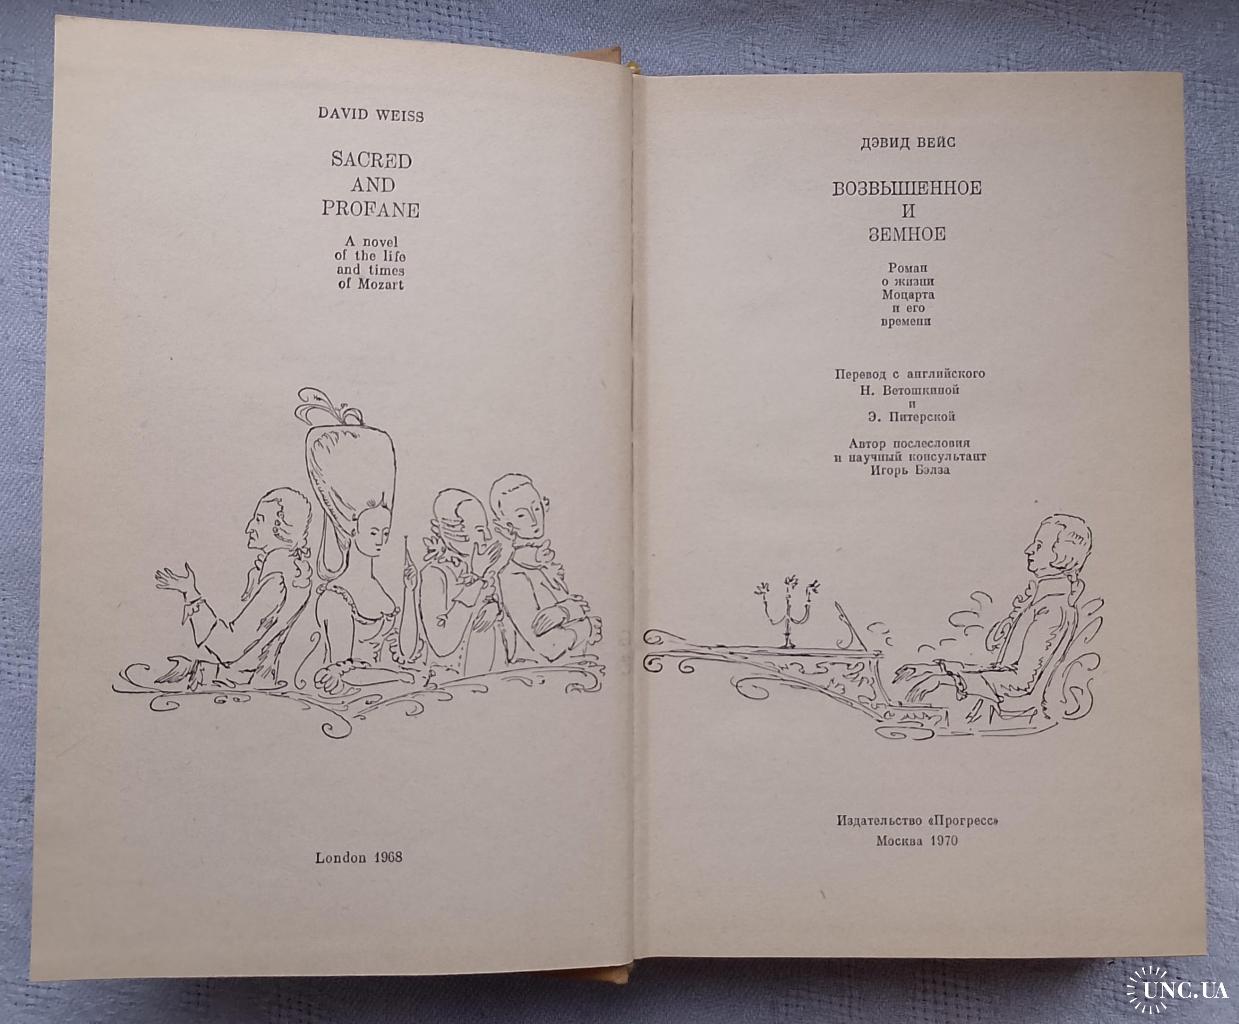 DAVID WEISS
SACRED
AND
PROFANE
A novel
of the life
and times
of Mozart
London 1968
ДЭВИД ВЕЙС
ВОЗВЫШЕННОЕ
И
ЗЕМНОЕ
Роман
о жизни
Моцарта
и его
времени
Перевод с английского
Н. Ветошкиной
и
Э. Питерской
Автор послесловия
и научный консультант
Игорь Бэлза
Издательство «Прогресс»
Москва 1970
UNC.UA